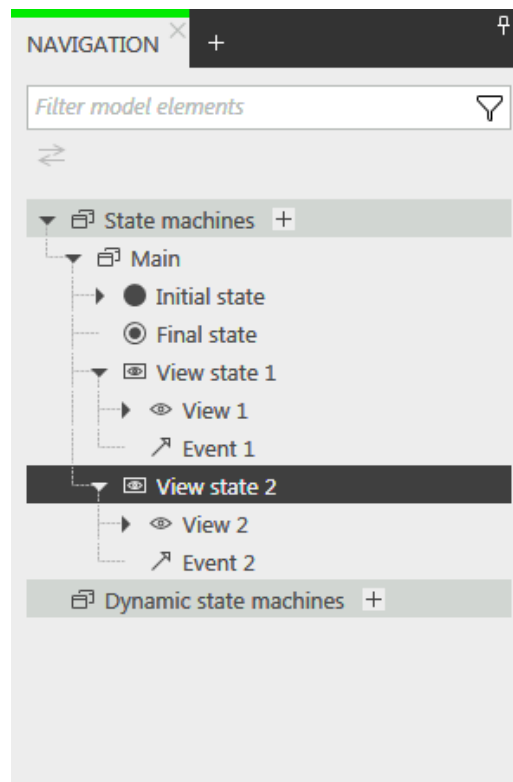 NAVIGATION
Filter model elements
State machines
Main
Initial state
Final state
View state 1
View 1
Event 1
View state 2
View 2
Event 2
Dynamic state machines